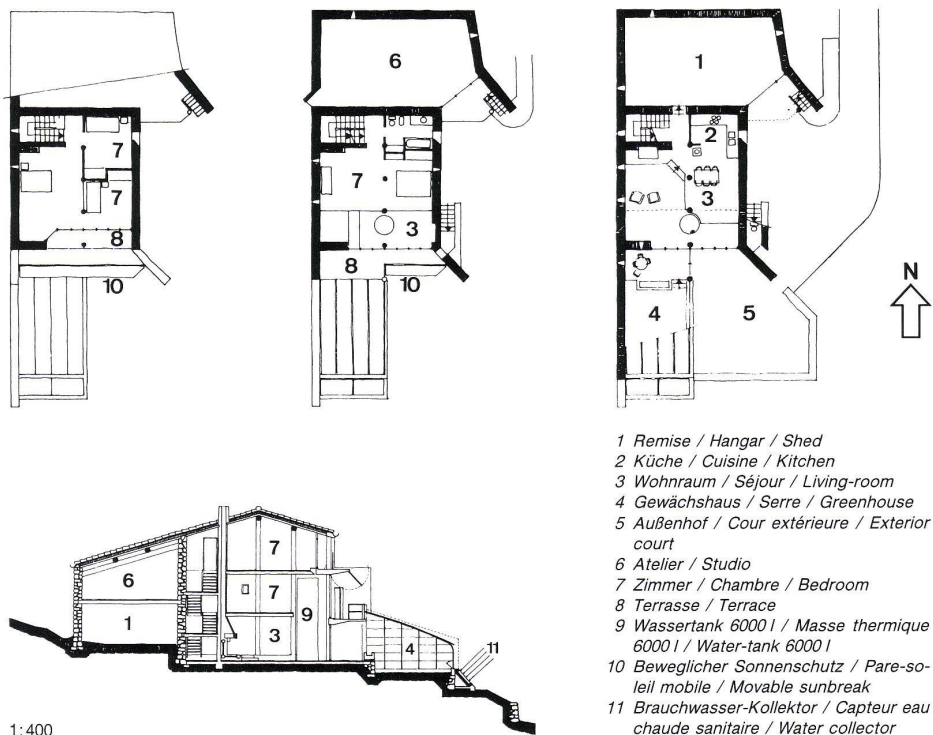 7
7
8
10
6
7
3
8
10
1
2
3
4
5
N
6
1
7
7
3
9
4
11
1:400
1 Remise / Hangar / Shed
2 Küche / Cuisine / Kitchen
3 Wohnraum / Séjour / Living-room
4 Gewächshaus / Serre / Greenhouse
5 Außenhof / Cour extérieure / Exterior
court
6 Atelier / Studio
7 Zimmer / Chambre / Bedroom
8 Terrasse / Terrace
9 Wassertank 6000 l / Masse thermique
6000 l / Water-tank 6000 l
10 Beweglicher Sonnenschutz / Pare-so-
leil mobile / Movable sunbreak
11 Brauchwasser-Kollektor / Capteur eau
chaude sanitaire / Water collector